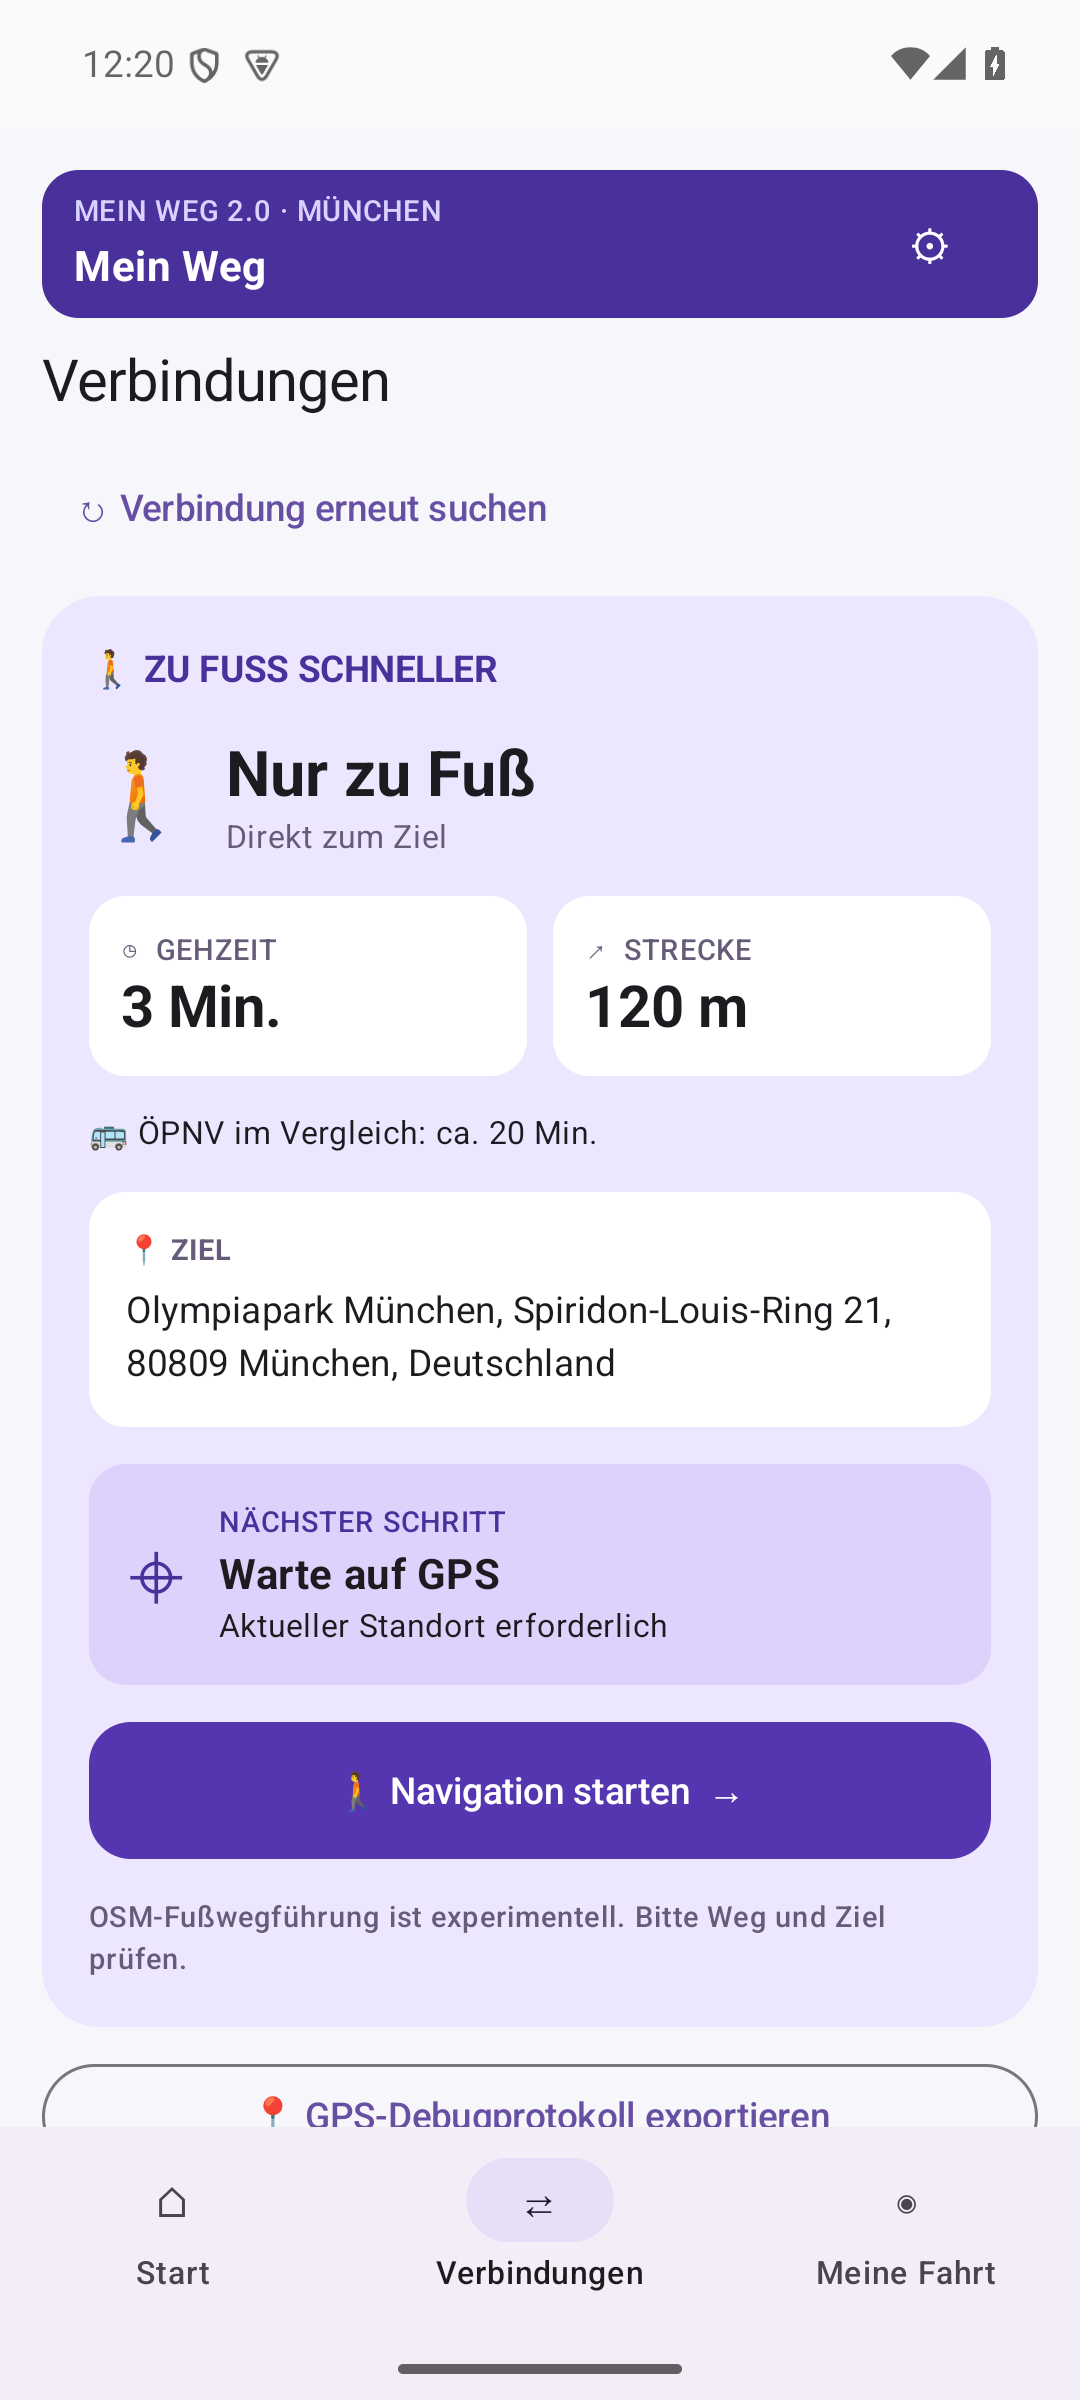 12:20
MEIN WEG 2.0 · MÜNCHEN
Mein Weg
Verbindungen
↻ Verbindung erneut suchen
🚶 ZU FUSS SCHNELLER
Nur zu Fuß
Direkt zum Ziel
◷ GEHZEIT
3 Min.
↗ STRECKE
120 m
🚌 ÖPNV im Vergleich: ca. 20 Min.
📍 ZIEL
Olympiapark München, Spiridon-Louis-Ring 21,
80809 München, Deutschland
NÄCHSTER SCHRITT
Warte auf GPS
Aktueller Standort erforderlich
🚶 Navigation starten →
OSM-Fußwegführung ist experimentell. Bitte Weg und Ziel
prüfen.
📍 GPS-Debugprotokoll exportieren
Start
Verbindungen
Meine Fahrt